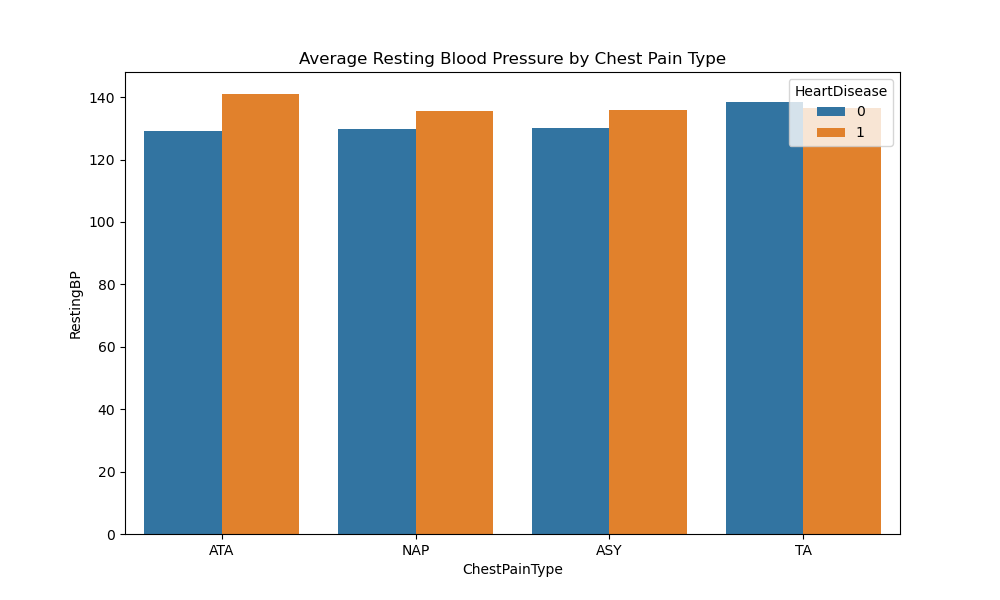 Average Resting Blood Pressure by Chest Pain Type
HeartDisease
0
1
140
120
100
80
60
40
20
0
RestingBP
ATA
NAP
ASY
TA
ChestPainType